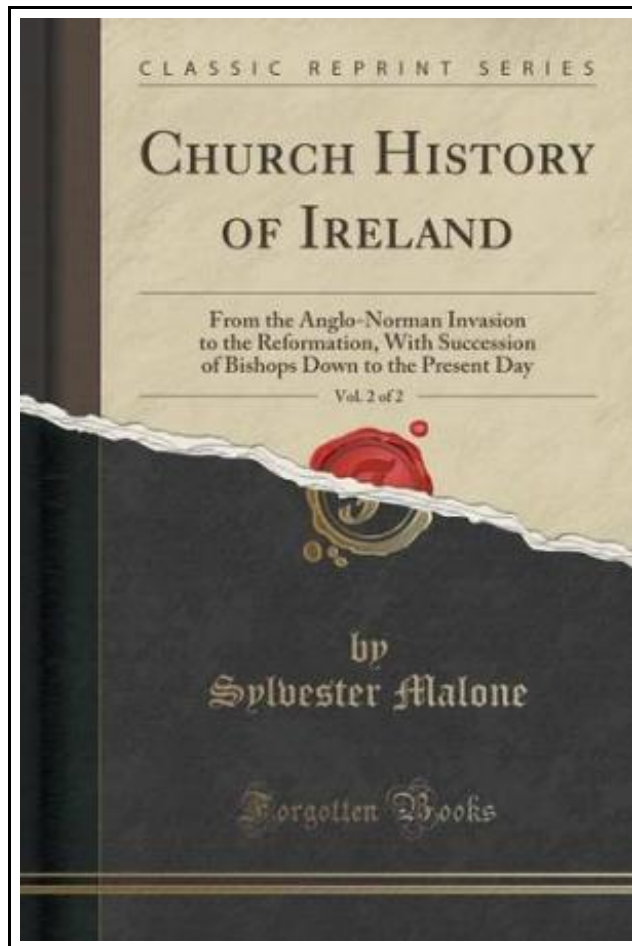 CLASSIC REPRINT SERIES
CHURCH HISTORY
OF IRELAND
From the Anglo-Norman Invasion
to the Reformation, With Succession
of Bishops Down to the Present Day
Vol. 2 of 2
by
Sylvester Malone
Forgotten Books